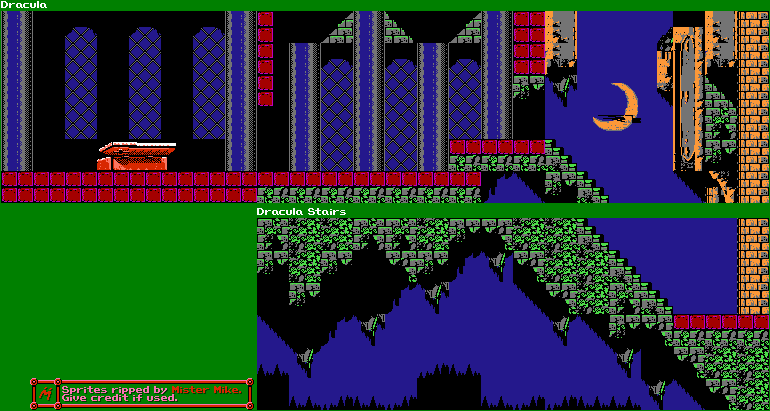 Dracula
Dracula Stairs
Sprites ripped by Mister Mike.
Give credit if used.